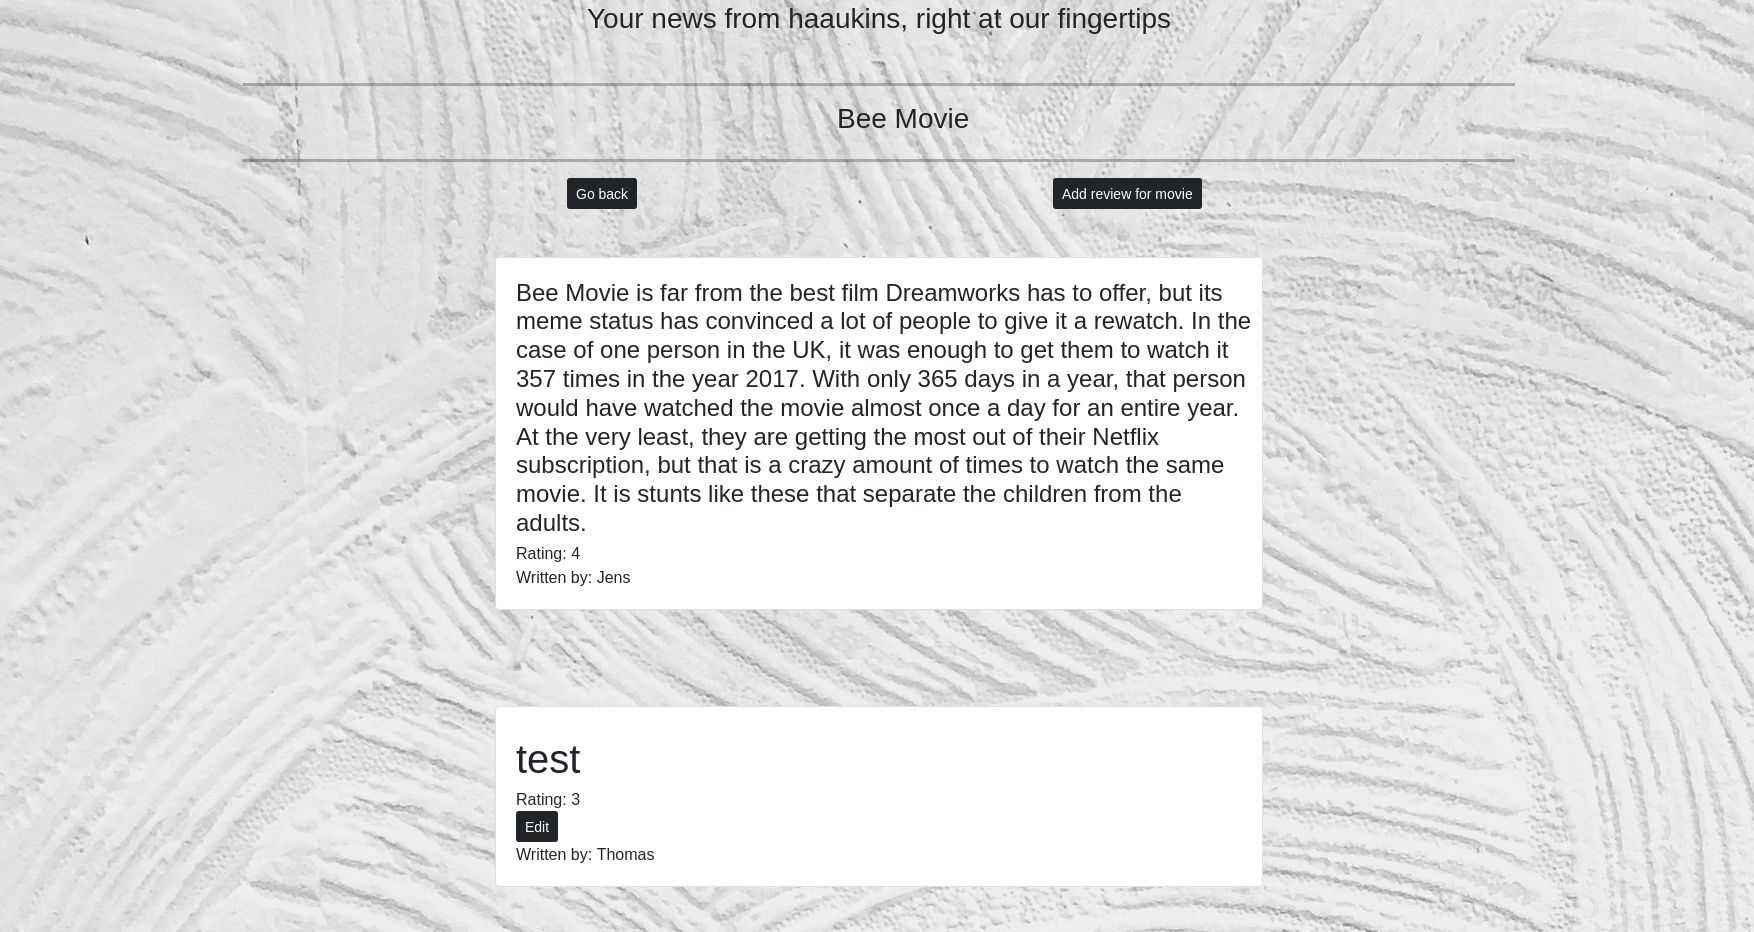 Your news from haaukins, right at our fingertips
Bee Movie
Go back
Add review for movie
Bee Movie is far from the best film Dreamworks has to offer, but its
meme status has convinced a lot of people to give it a rewatch. In the
case of one person in the UK, it was enough to get them to watch it
357 times in the year 2017. With only 365 days in a year, that person
would have watched the movie almost once a day for an entire year.
At the very least, they are getting the most out of their Netflix
subscription, but that is a crazy amount of times to watch the same
movie. It is stunts like these that separate the children from the
adults.
Rating: 4
Written by: Jens
test
Rating: 3
Edit
Written by: Thomas